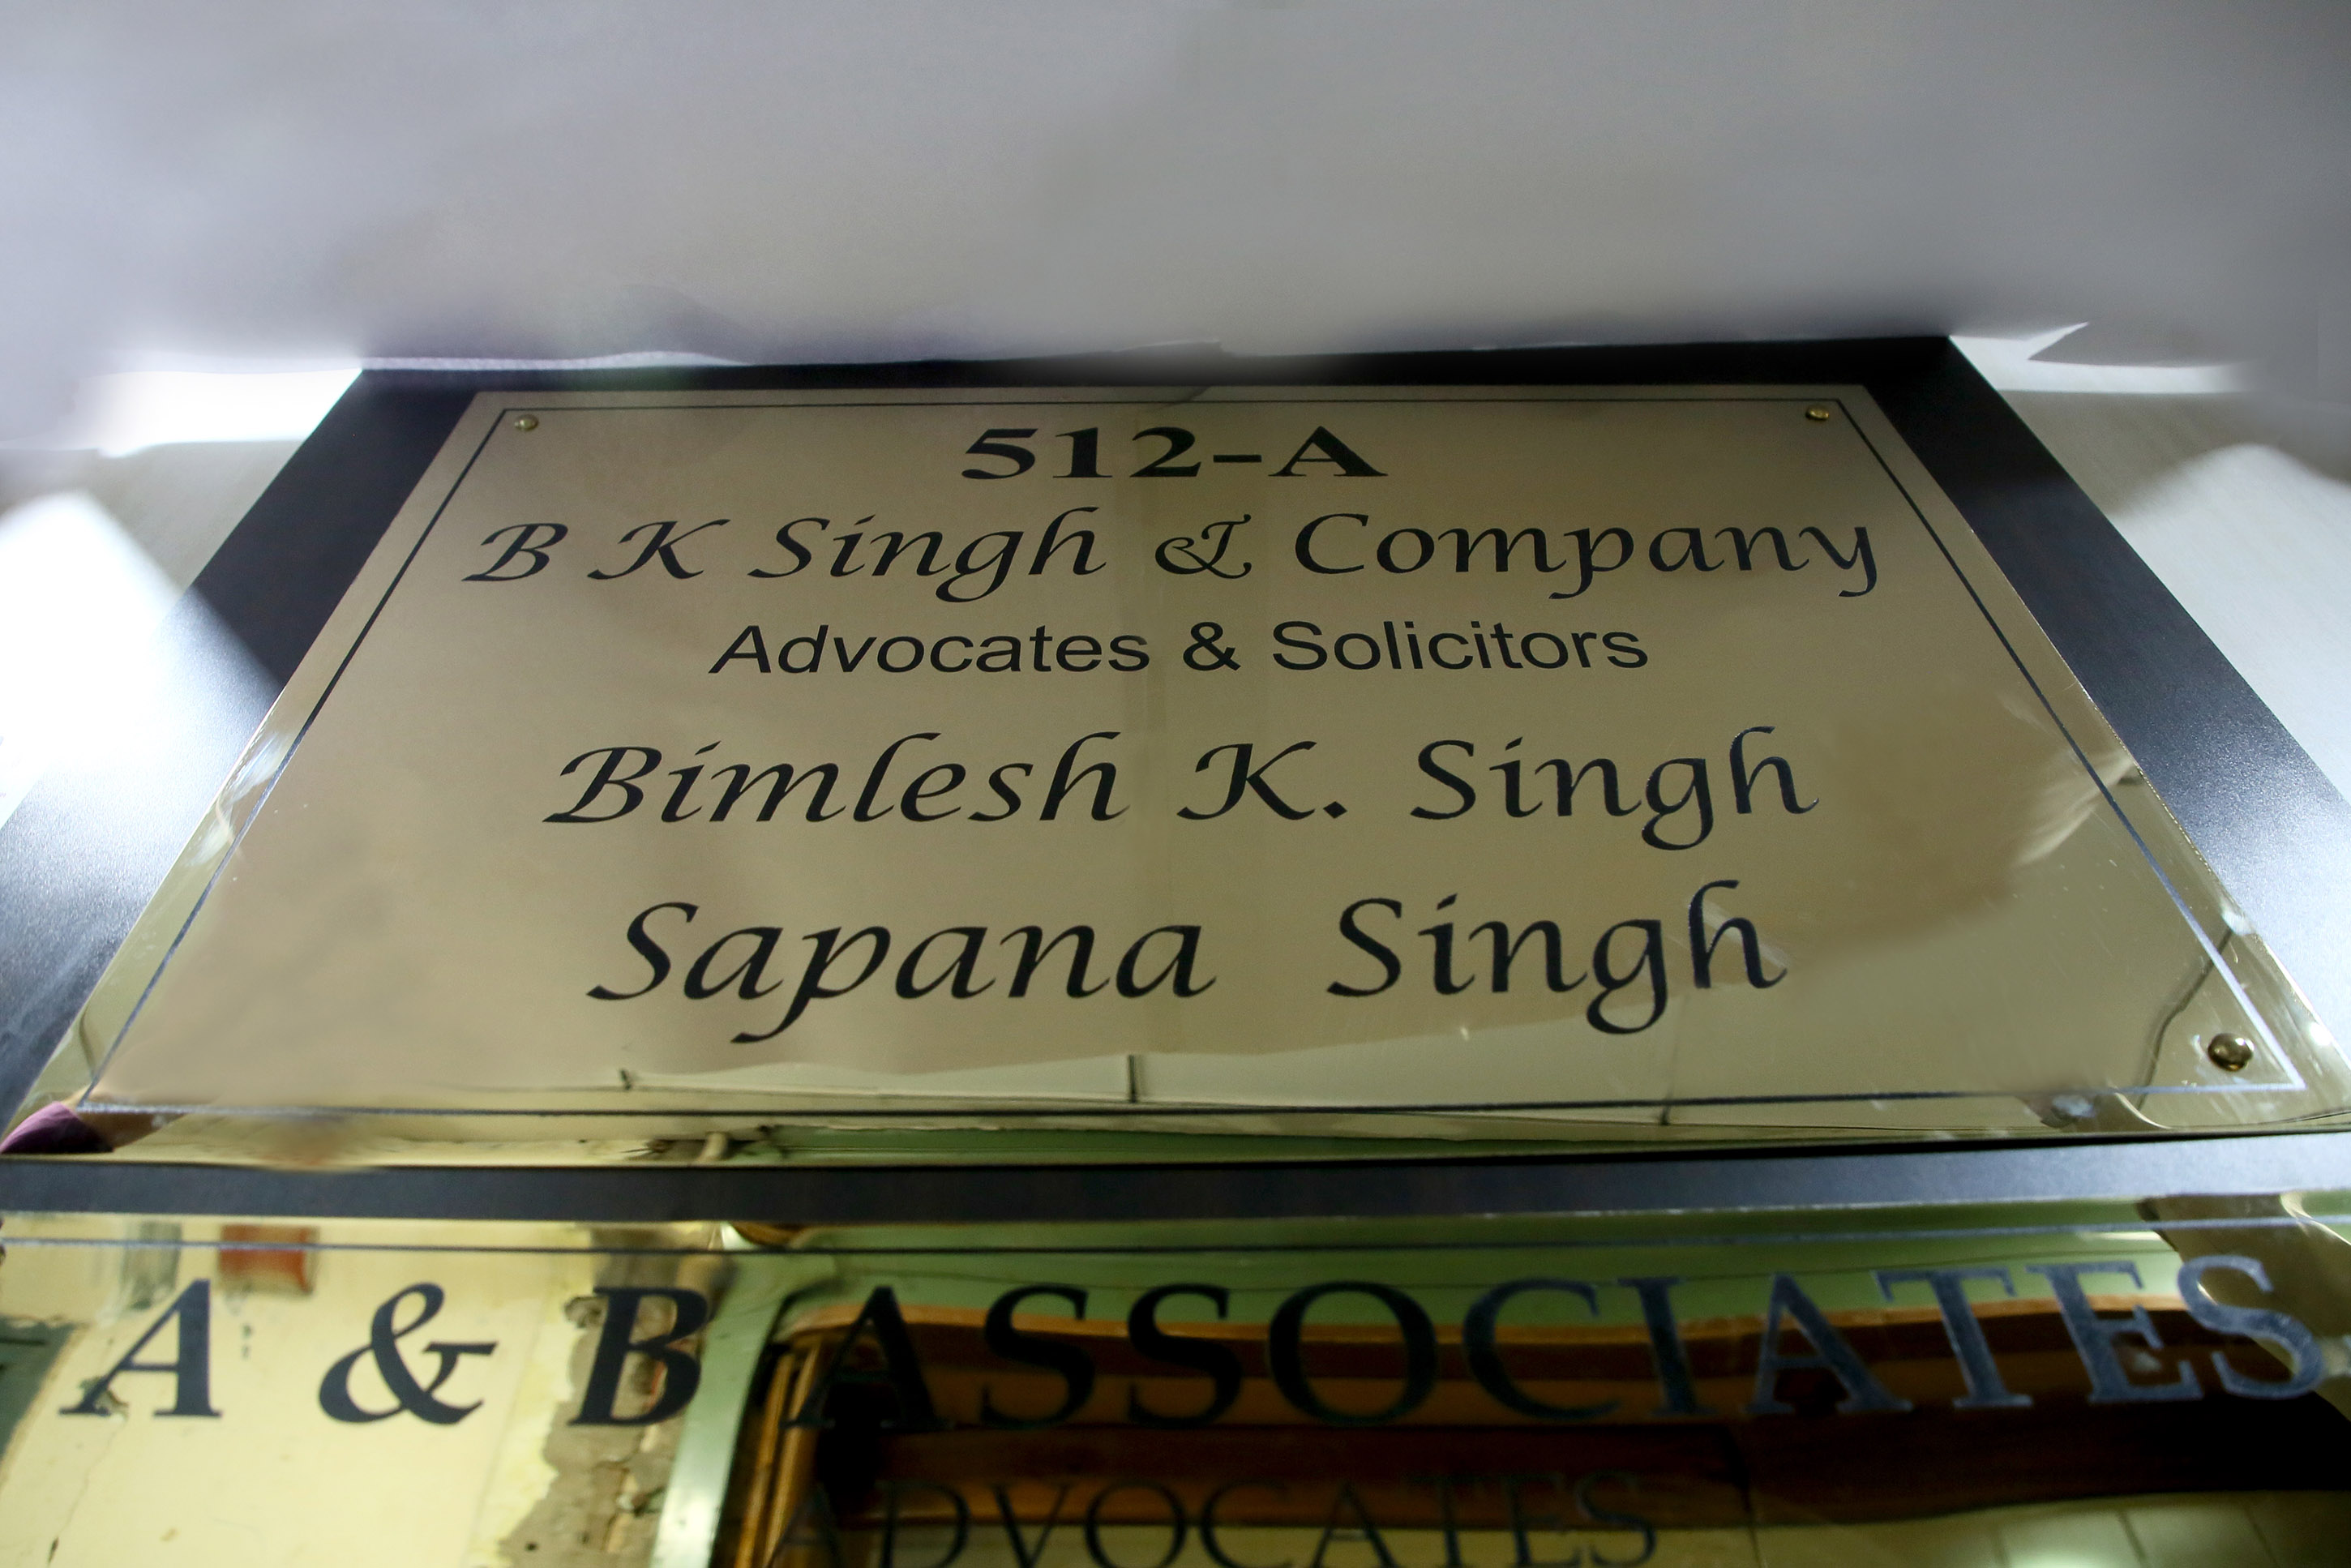 512-A
B K Singh & Company
Advocates & Solicitors
Bimlesh K. Singh
Sapana Singh
A & B ASSOCIATES
ADVOCATES